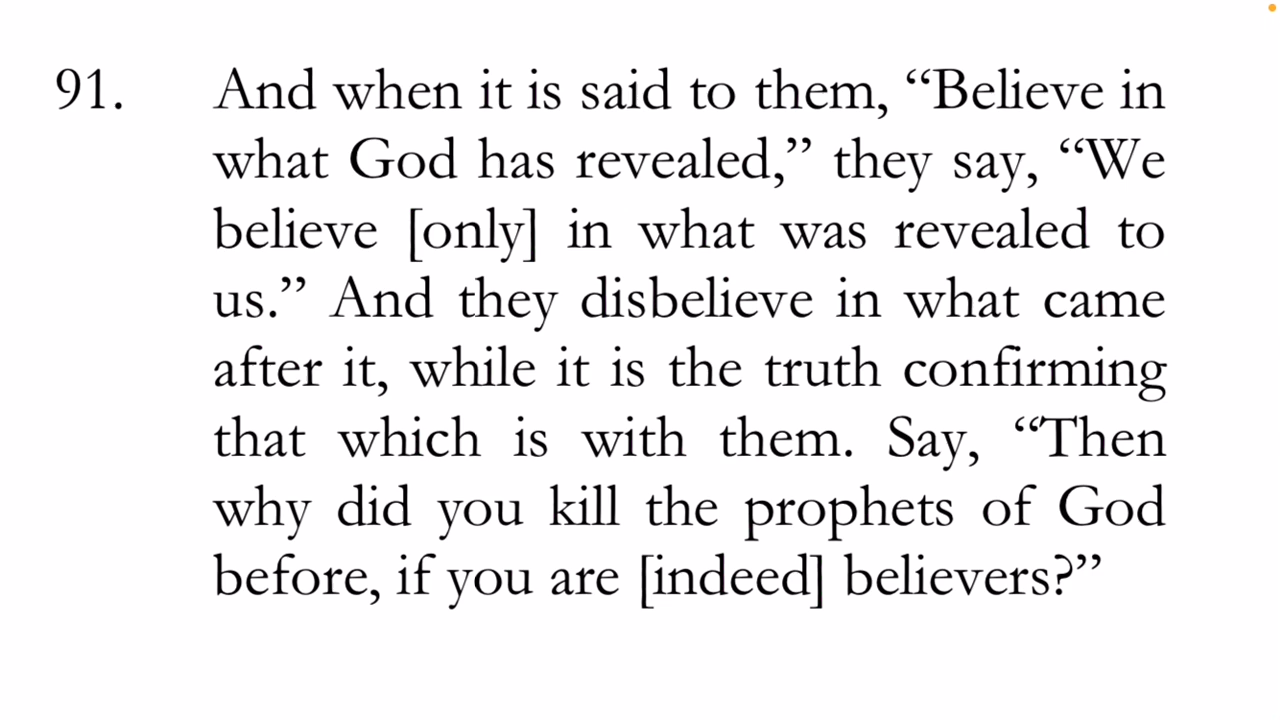 91. And when it is said to them, “Believe in
what God has revealed,” they say, “We
believe [only] in what was revealed to
us.” And they disbelieve in what came
after it, while it is the truth confirming
that which is with them. Say, “Then
why did you kill the prophets of God
before, if you are [indeed] believers?”